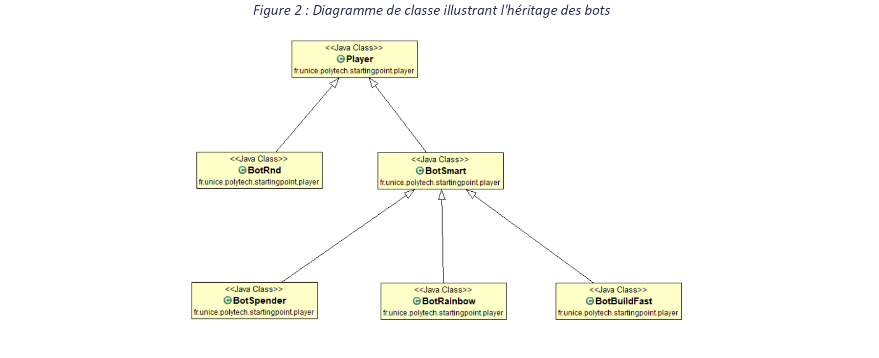 Figure 2 : Diagramme de classe illustrant l'héritage des bots
<<Java Class>>
Player
fr.unice.polytech.startingpoint.player
<<Java Class>>
BotRnd
fr.unice.polytech.startingpoint.player
<<Java Class>>
BotSmart
fr.unice.polytech.startingpoint.player
<<Java Class>>
BotSpender
fr.unice.polytech.startingpoint.player
<<Java Class>>
BotRainbow
fr.unice.polytech.startingpoint.player
<<Java Class>>
BotBuildFast
fr.unice.polytech.startingpoint.player